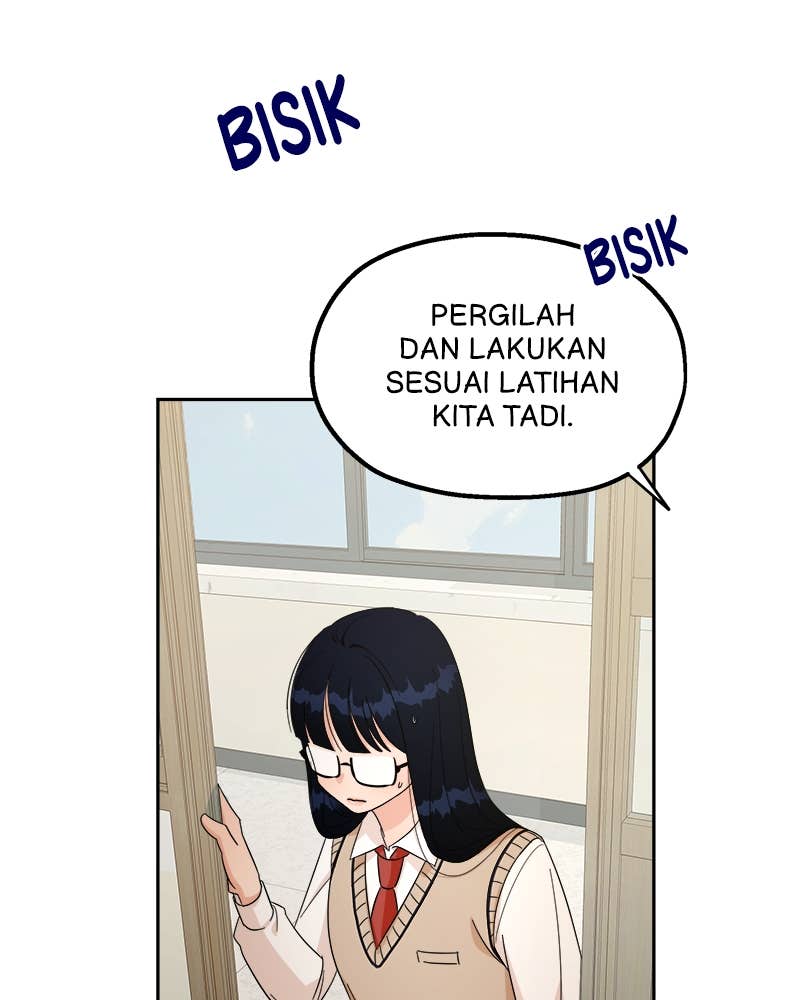 BISIK
BISIK
PERGILAH
DAN LAKUKAN
SESUAI LATIHAN
KITA TADI.